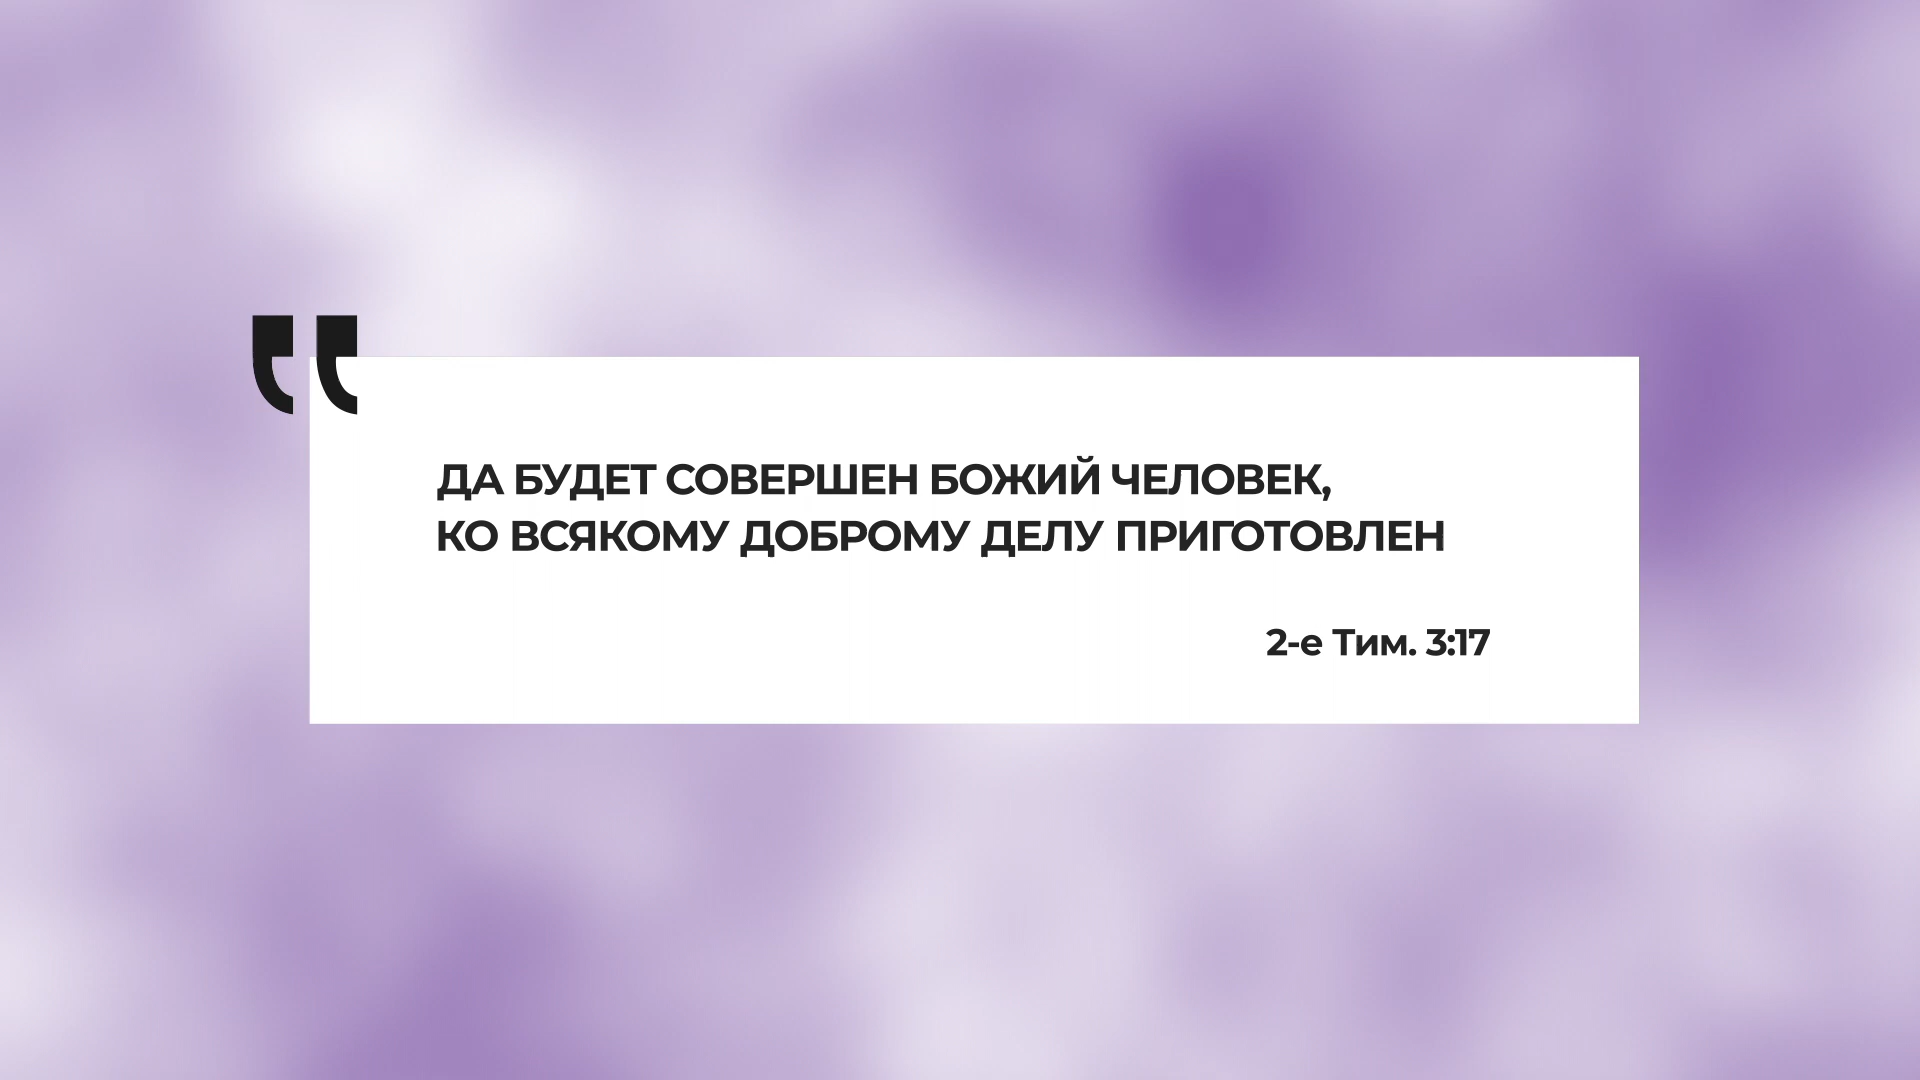 ДА БУДЕТ СОВЕРШЕН БОЖИЙ ЧЕЛОВЕК,
КО ВСЯКОМУ ДОБРОМУ ДЕЛУ ПРИГОТОВЛЕН
2-е Тим. 3:17